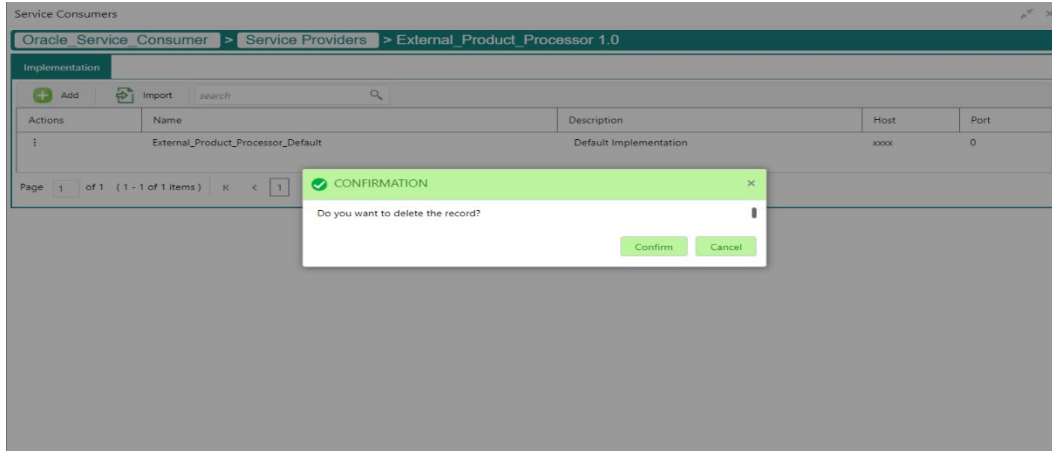 Service Consumers
Oracle_Service_Consumer > Service Providers > External_Product_Processor 1.0
Implementation
Add Import search
Actions Name Description Host Port
External_Product_Processor_Default Default Implementation xxxx 0
Page 1 of 1 (1 - 1 of 1 items) K < 1
CONFIRMATION ×
Do you want to delete the record?
Confirm Cancel